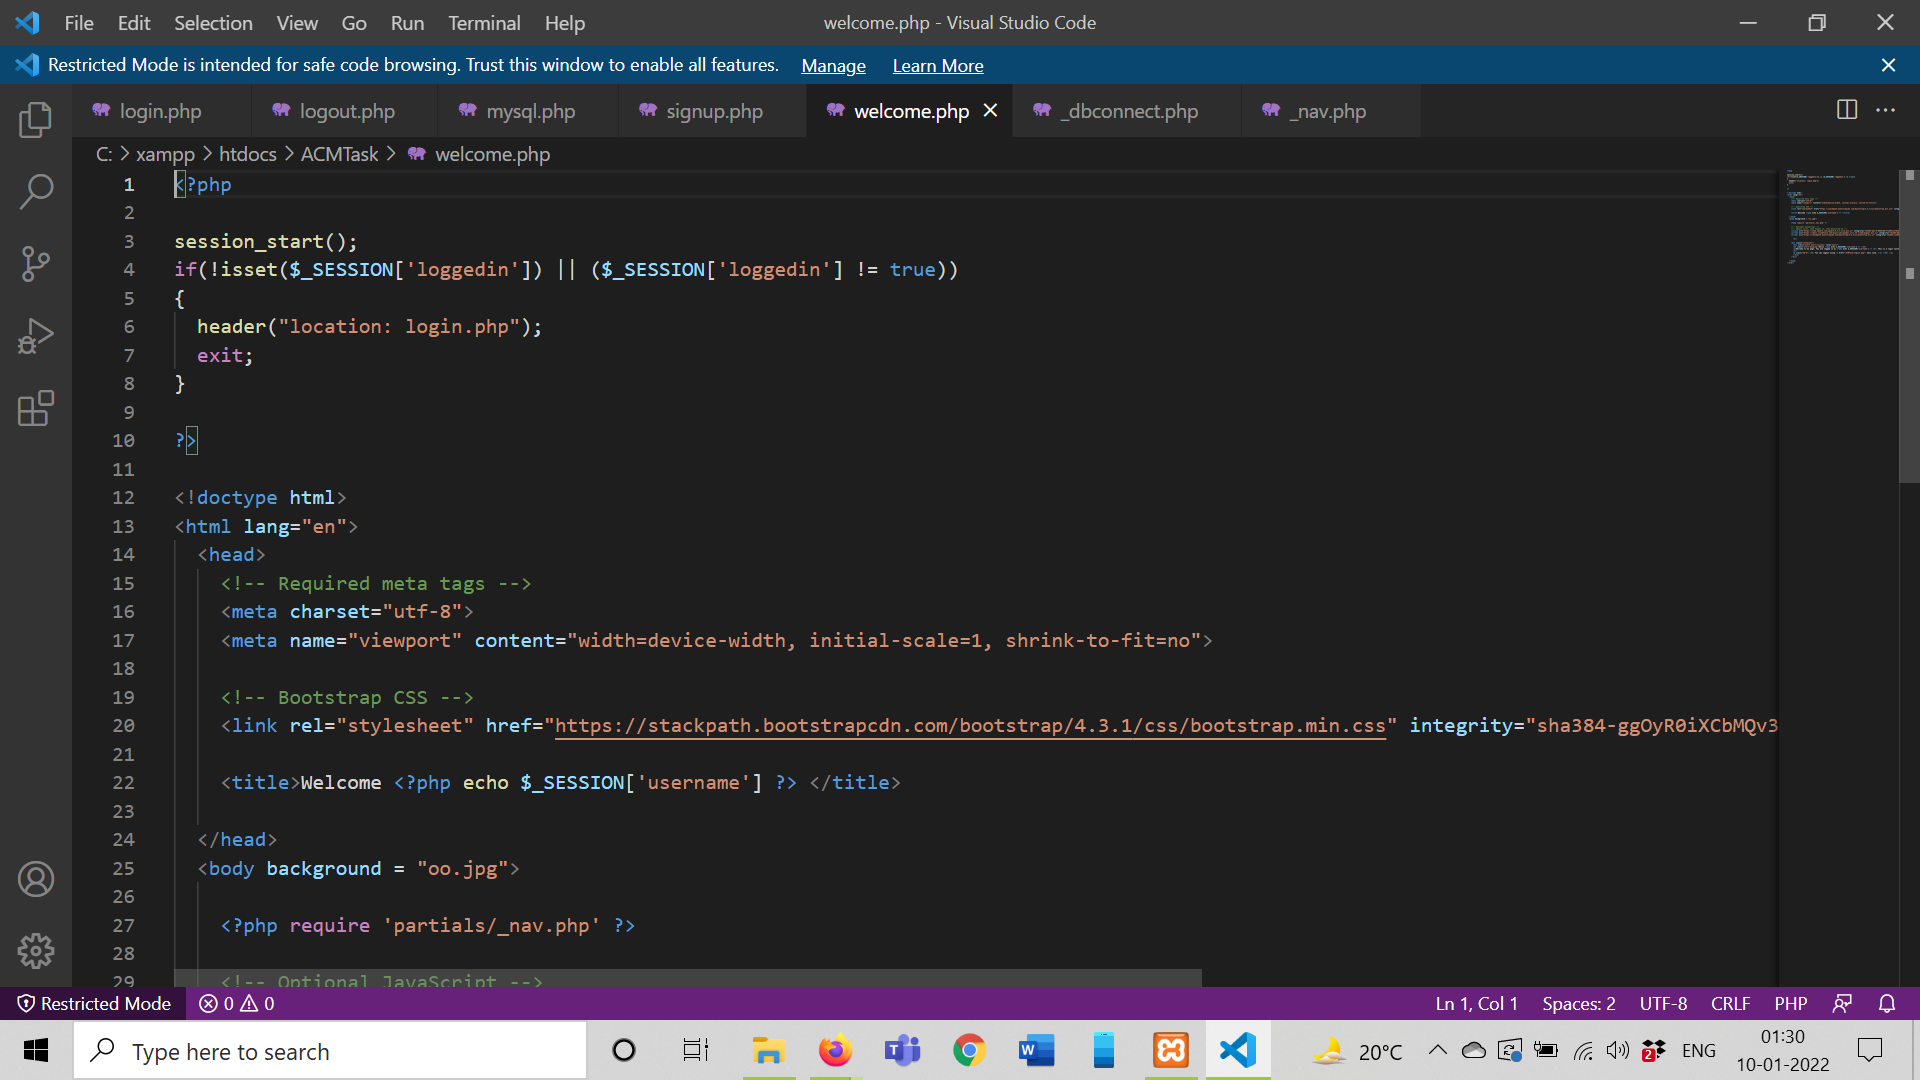 File Edit Selection View Go Run Terminal Help welcome.php - Visual Studio Code
Restricted Mode is intended for safe code browsing. Trust this window to enable all features. Manage Learn More
login.php logout.php mysql.php signup.php welcome.php _dbconnect.php _nav.php
C: > xampp > htdocs > ACMTask > welcome.php
1 <?php
2
3 session_start();
4 if(!isset($_SESSION['loggedin']) || ($_SESSION['loggedin'] != true))
5 {
6 header("location: login.php");
7 exit;
8 }
9
10 ?>
11
12 <!doctype html>
13 <html lang="en">
14 <head>
15 <!-- Required meta tags -->
16 <meta charset="utf-8">
17 <meta name="viewport" content="width=device-width, initial-scale=1, shrink-to-fit=no">
18
19 <!-- Bootstrap CSS -->
20 <link rel="stylesheet" href="https://stackpath.bootstrapcdn.com/bootstrap/4.3.1/css/bootstrap.min.css" integrity="sha384-ggOyR0iXCbMQv3
21
22 <title>Welcome <?php echo $_SESSION['username'] ?> </title>
23
24 </head>
25 <body background = "oo.jpg">
26
27 <?php require 'partials/_nav.php' ?>
28
29 <!-- Optional JavaScript -->
Restricted Mode 0 0 Ln 1, Col 1 Spaces: 2 UTF-8 CRLF PHP
Type here to search 20°C 2 ENG 01:30
10-01-2022